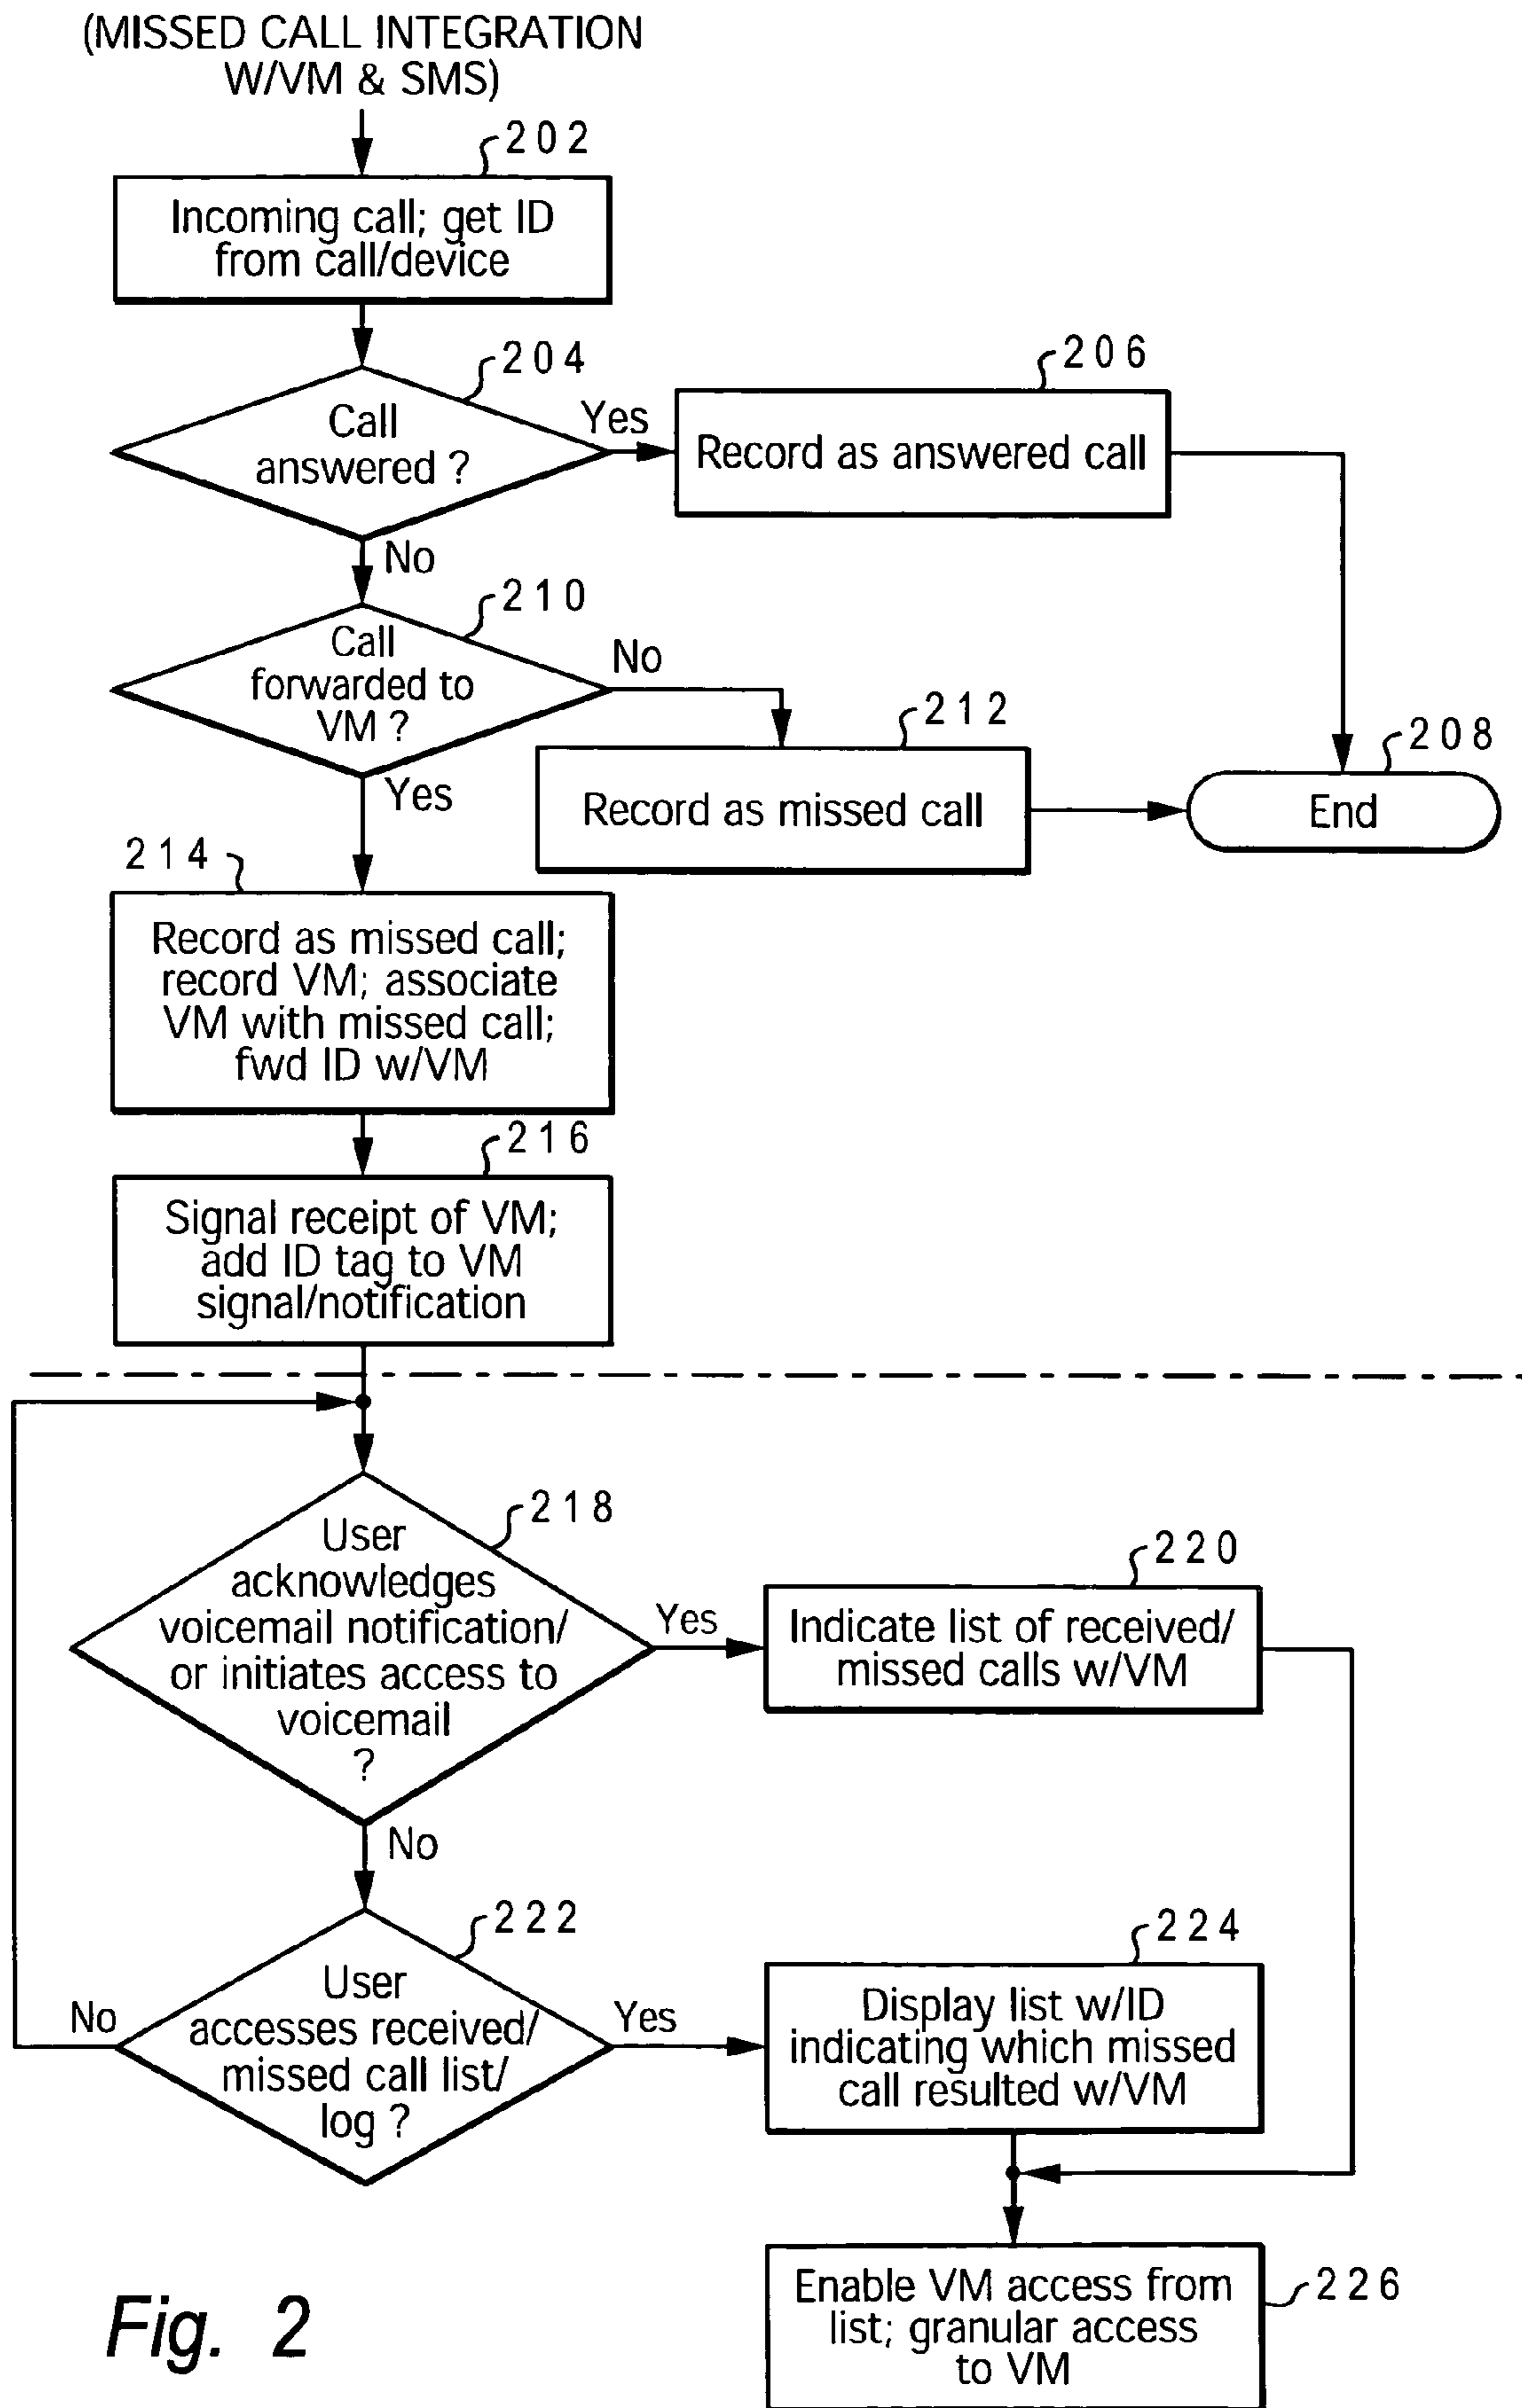 (MISSED CALL INTEGRATION
W/VM & SMS)
202
Incoming call; get ID
from call/device
204
Call
answered ?
Yes
206
Record as answered call
No
210
Call
forwarded to
VM ?
No
212
Record as missed call
208
End
Yes
214
Record as missed call;
record VM; associate
VM with missed call;
fwd ID w/VM
216
Signal receipt of VM;
add ID tag to VM
signal/notification
218
User
acknowledges
voicemail notification/
or initiates access to
voicemail
?
Yes
220
Indicate list of received/
missed calls w/VM
No
222
User
accesses received/
missed call list/
log ?
No
Yes
224
Display list w/ID
indicating which missed
call resulted w/VM
226
Enable VM access from
list; granular access
to VM
Fig. 2